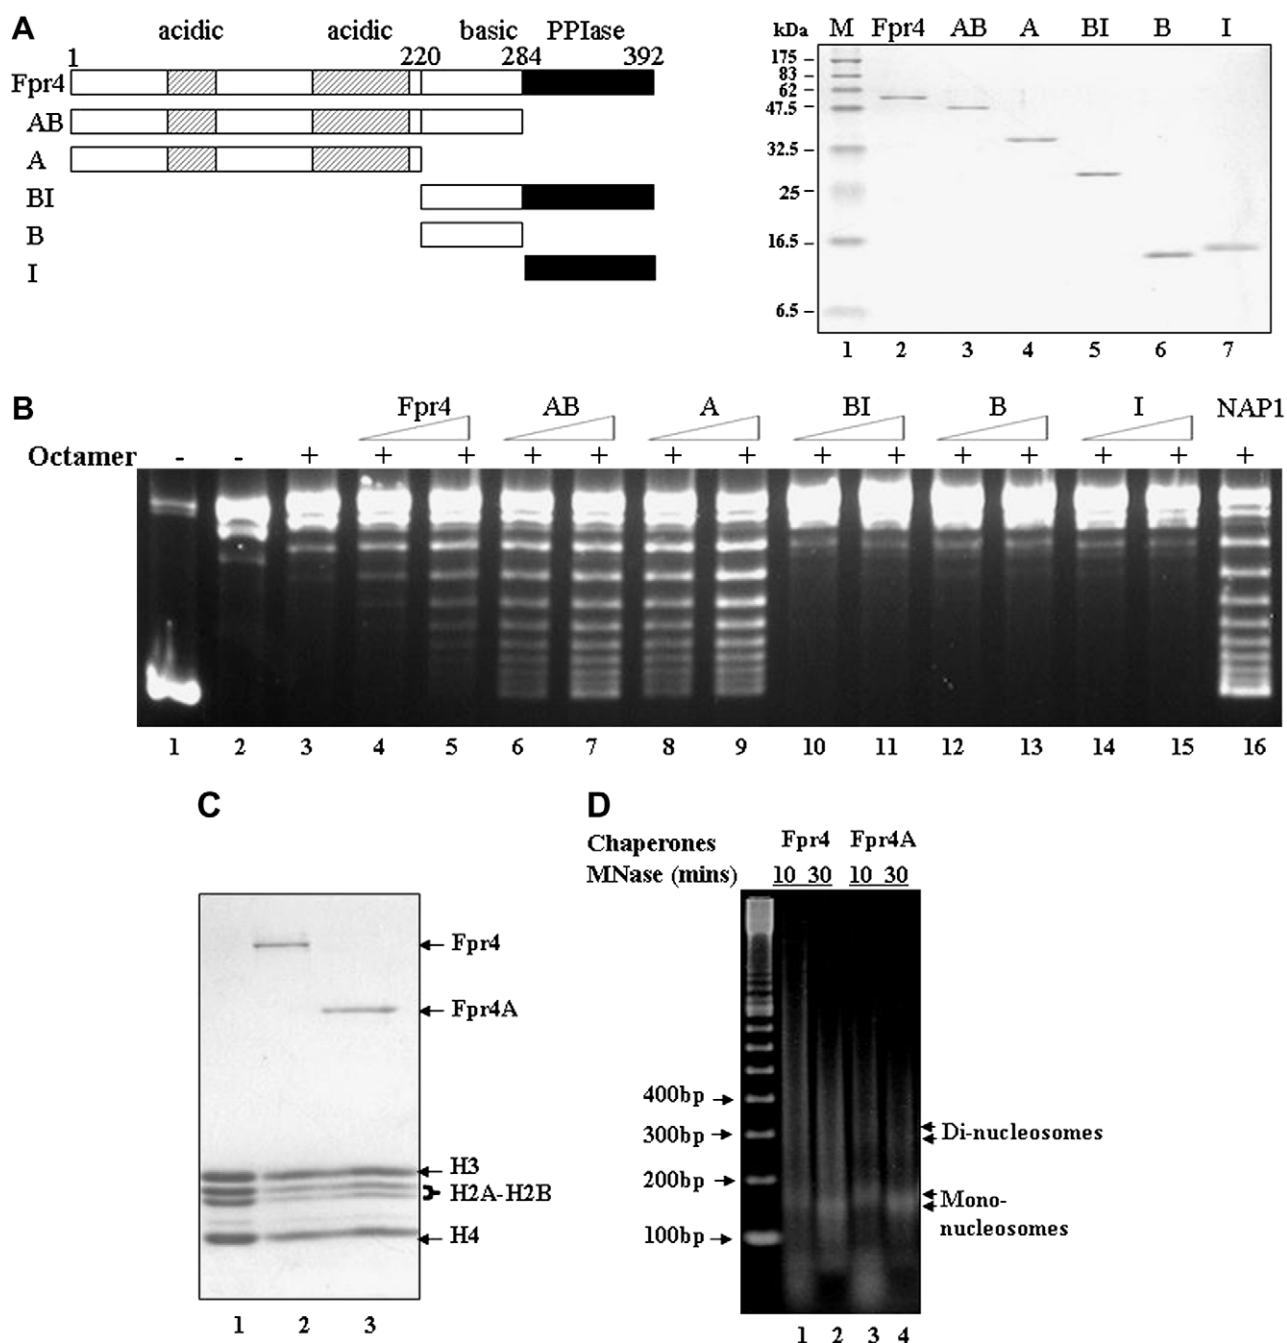 A
acidic acidic basic PPIase
1 220 284 392
Fpr4
AB
A
BI
B
I
kDa M Fpr4 AB A BI B I
175
83
62
47.5
32.5
25
16.5
6.5
1 2 3 4 5 6 7
B
Fpr4 AB A BI B I NAP1
Octamer - - + + + + + + + + + + + + + +
1 2 3 4 5 6 7 8 9 10 11 12 13 14 15 16
C
Fpr4
Fpr4A
H3
H2A-H2B
H4
1 2 3
D
Chaperones Fpr4 Fpr4A
MNase (mins) 10 30 10 30
400bp
300bp
200bp
100bp
Di-nucleosomes
Mono-
nucleosomes
1 2 3 4